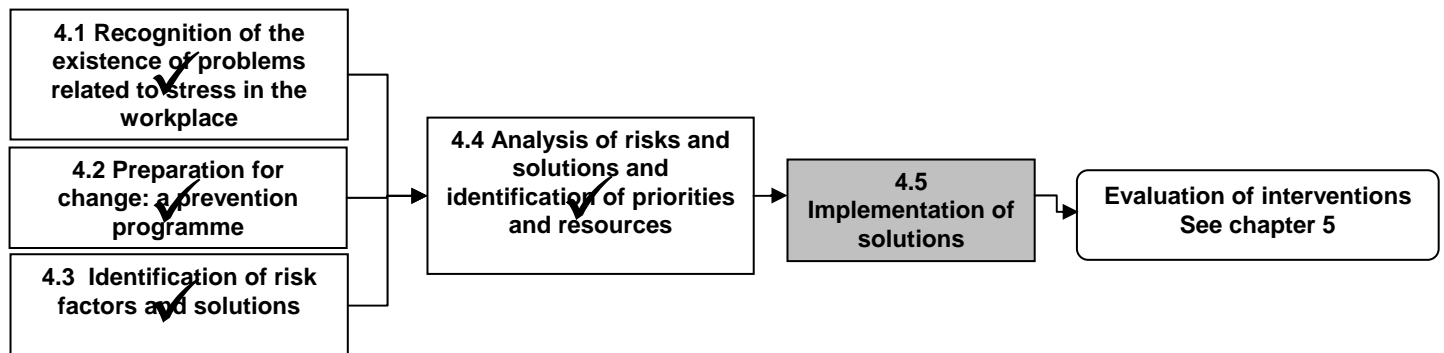 4.1 Recognition of the
existence of problems
related to stress in the
workplace
4.2 Preparation for
change: a prevention
programme
4.3 Identification of risk
factors and solutions
4.4 Analysis of risks and
solutions and
identification of priorities
and resources
4.5
Implementation of
solutions
Evaluation of interventions
See chapter 5